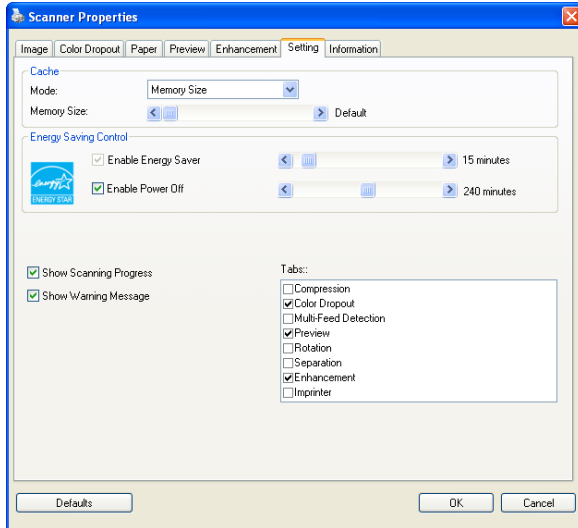 Scanner Properties
Image Color Dropout Paper Preview Enhancement Setting Information
Cache
Mode: Memory Size
Memory Size: Default
Energy Saving Control
Enable Energy Saver 15 minutes
energy
ENERGY STAR
Enable Power Off 240 minutes
Show Scanning Progress
Show Warning Message
Tabs::
Compression
Color Dropout
Multi-Feed Detection
Preview
Rotation
Separation
Enhancement
Imprinter
Defaults OK Cancel